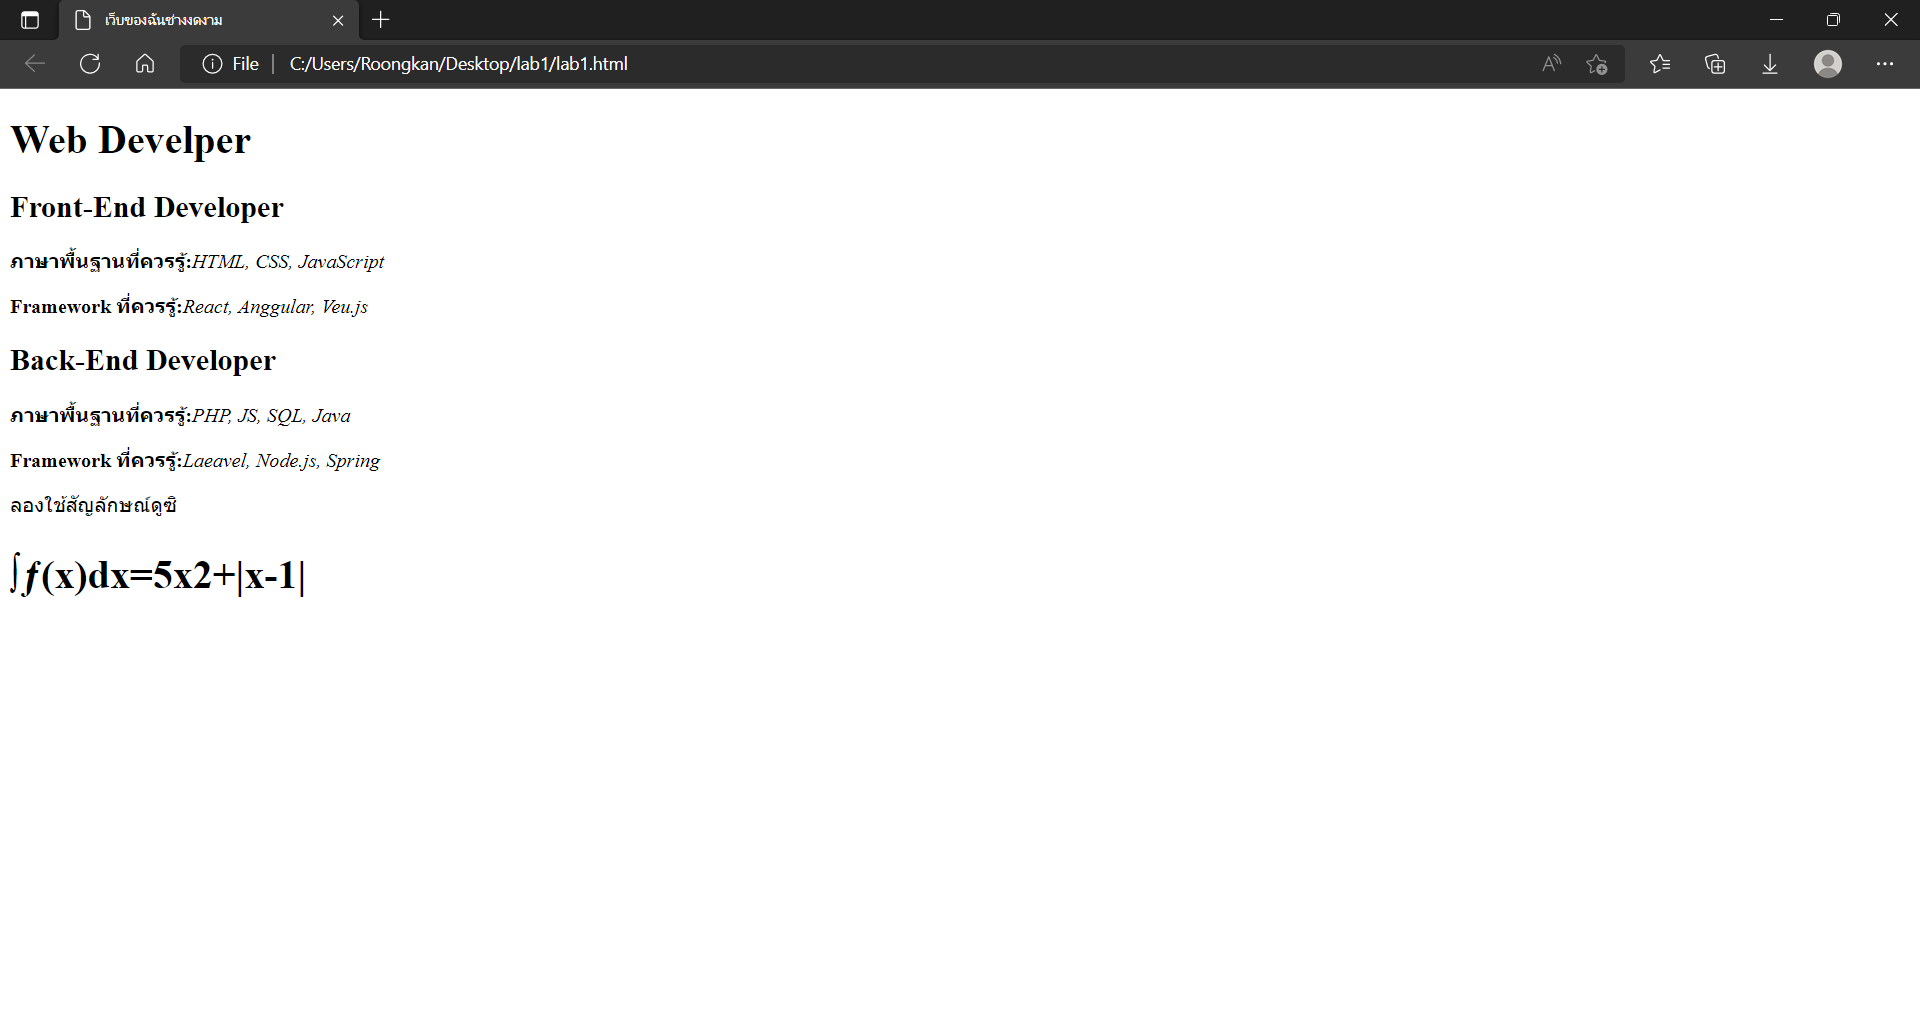 เว็บของฉันช่างงดงาม
File
C:/Users/Roongkan/Desktop/lab1/lab1.html
Web Develper
Front-End Developer
ภาษาพื้นฐานที่ควรรู้:HTML, CSS, JavaScript
Framework ที่ควรรู้:React, Anggular, Veu.js
Back-End Developer
ภาษาพื้นฐานที่ควรรู้:PHP, JS, SQL, Java
Framework ที่ควรรู้:Laeavel, Node.js, Spring
ลองใช้สัญลักษณ์ดูซิ
∫ƒ(x)dx=5x2+|x-1|